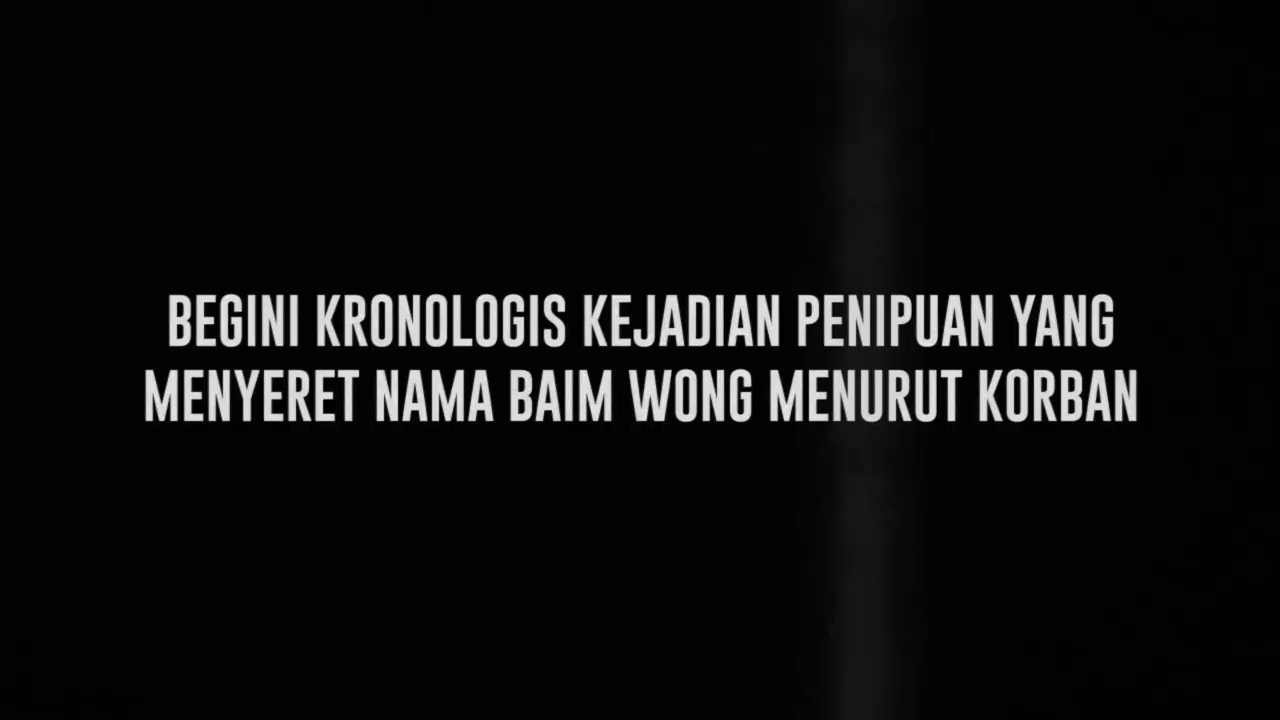 BEGINI KRONOLOGIS KEJADIAN PENIPUAN YANG
MENYERET NAMA BAIM WONG MENURUT KORBAN